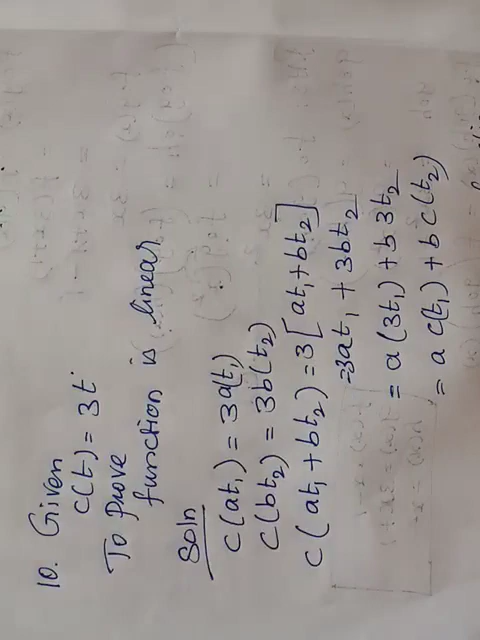 10. Given
c(t) = 3t
To prove
function is linear
Soln
c(at₁) = 3a(t₁)
c(bt₂) = 3b(t₂)
c(at₁ + bt₂) = 3[at₁ + bt₂]
= 3at₁ + 3bt₂
= a(3t₁) + b3t₂
= a c(t₁) + b c(t₂)